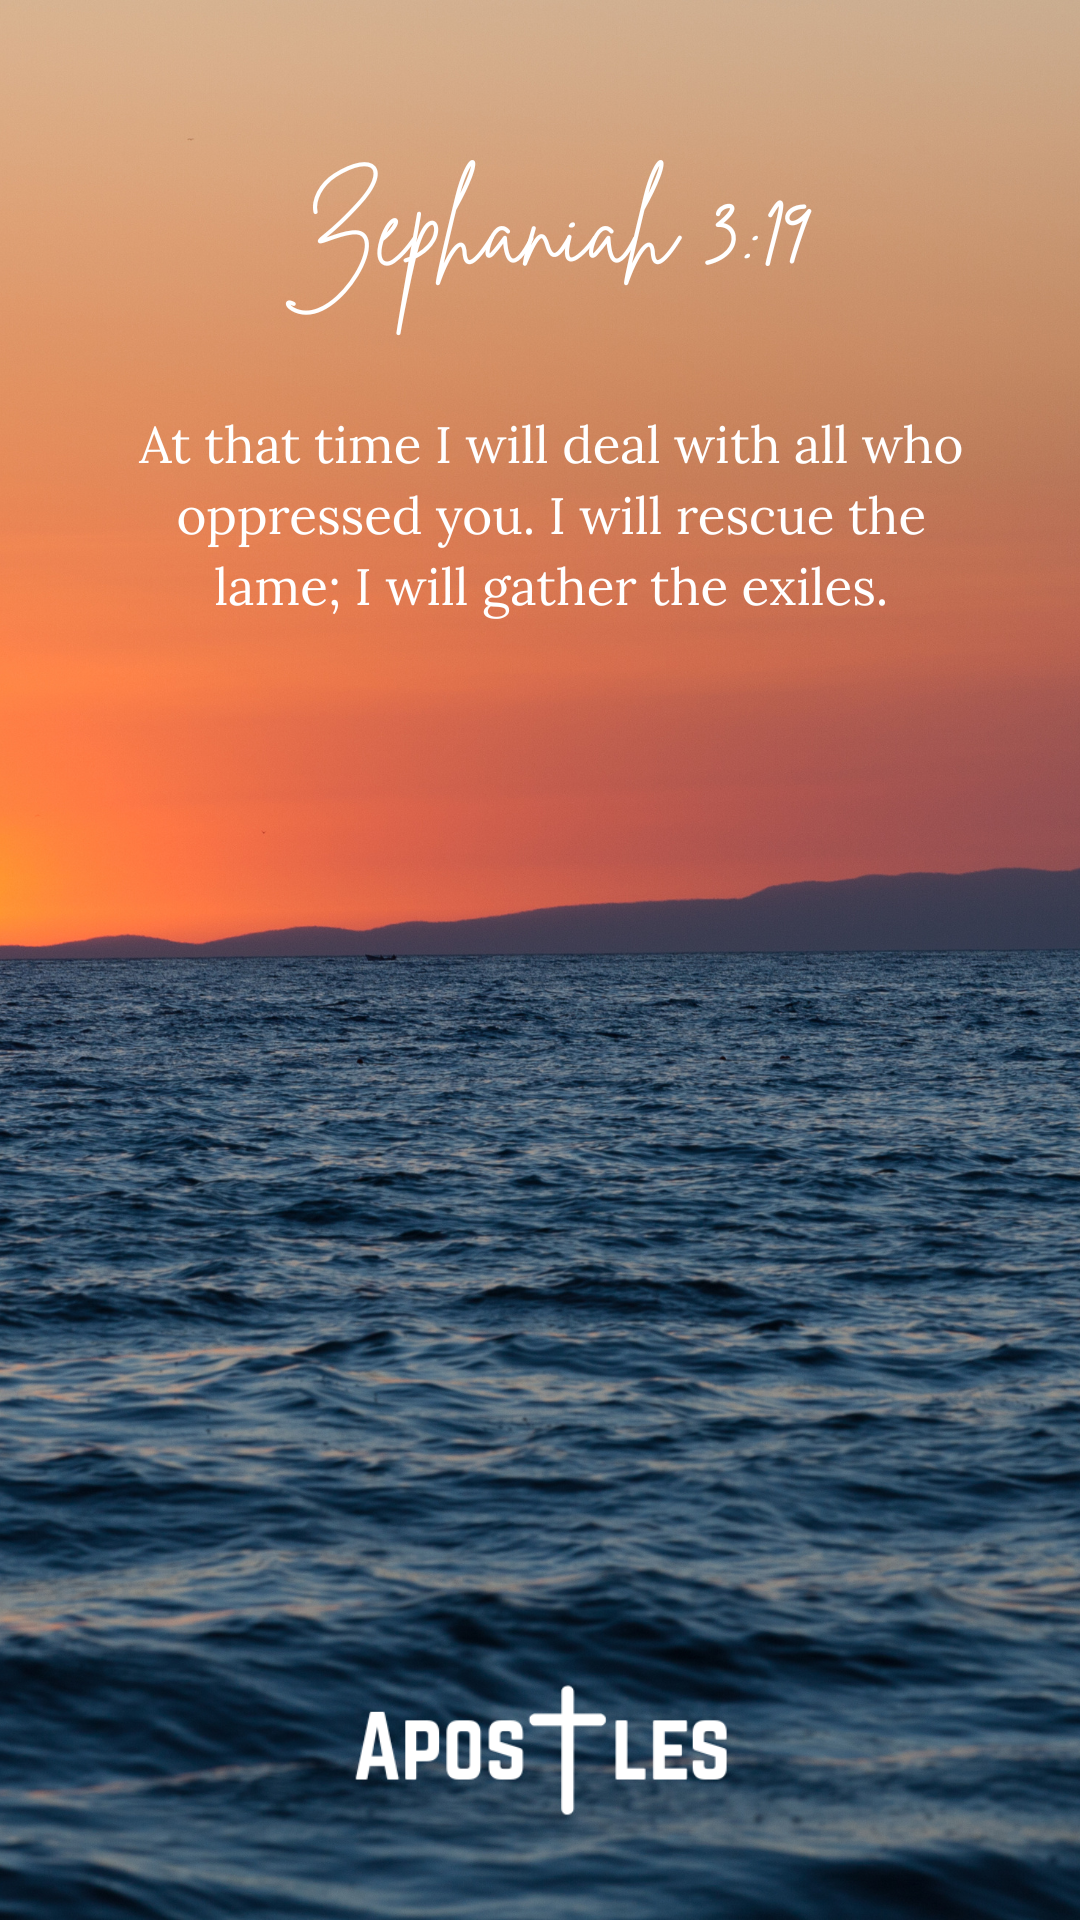 Zephaniah 3:19
At that time I will deal with all who
oppressed you. I will rescue the
lame; I will gather the exiles.
APOSTLES